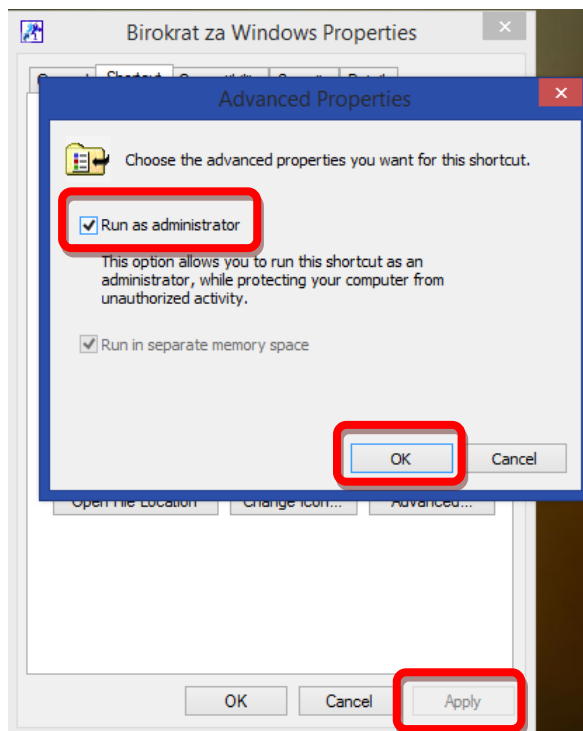 Birokrat za Windows Properties
Shortcut
Advanced Properties
Choose the advanced properties you want for this shortcut.
Run as administrator
This option allows you to run this shortcut as an
administrator, while protecting your computer from
unauthorized activity.
Run in separate memory space
OK Cancel
Open File Location Change Icon... Advanced...
OK Cancel Apply